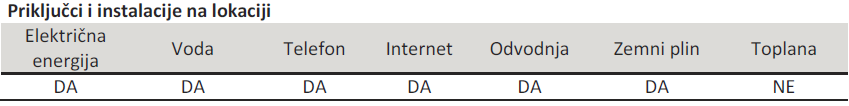 Priključci i instalacije na lokaciji
Električna energija Voda Telefon Internet Odvodnja Zemni plin Toplana
DA DA DA DA DA DA NE